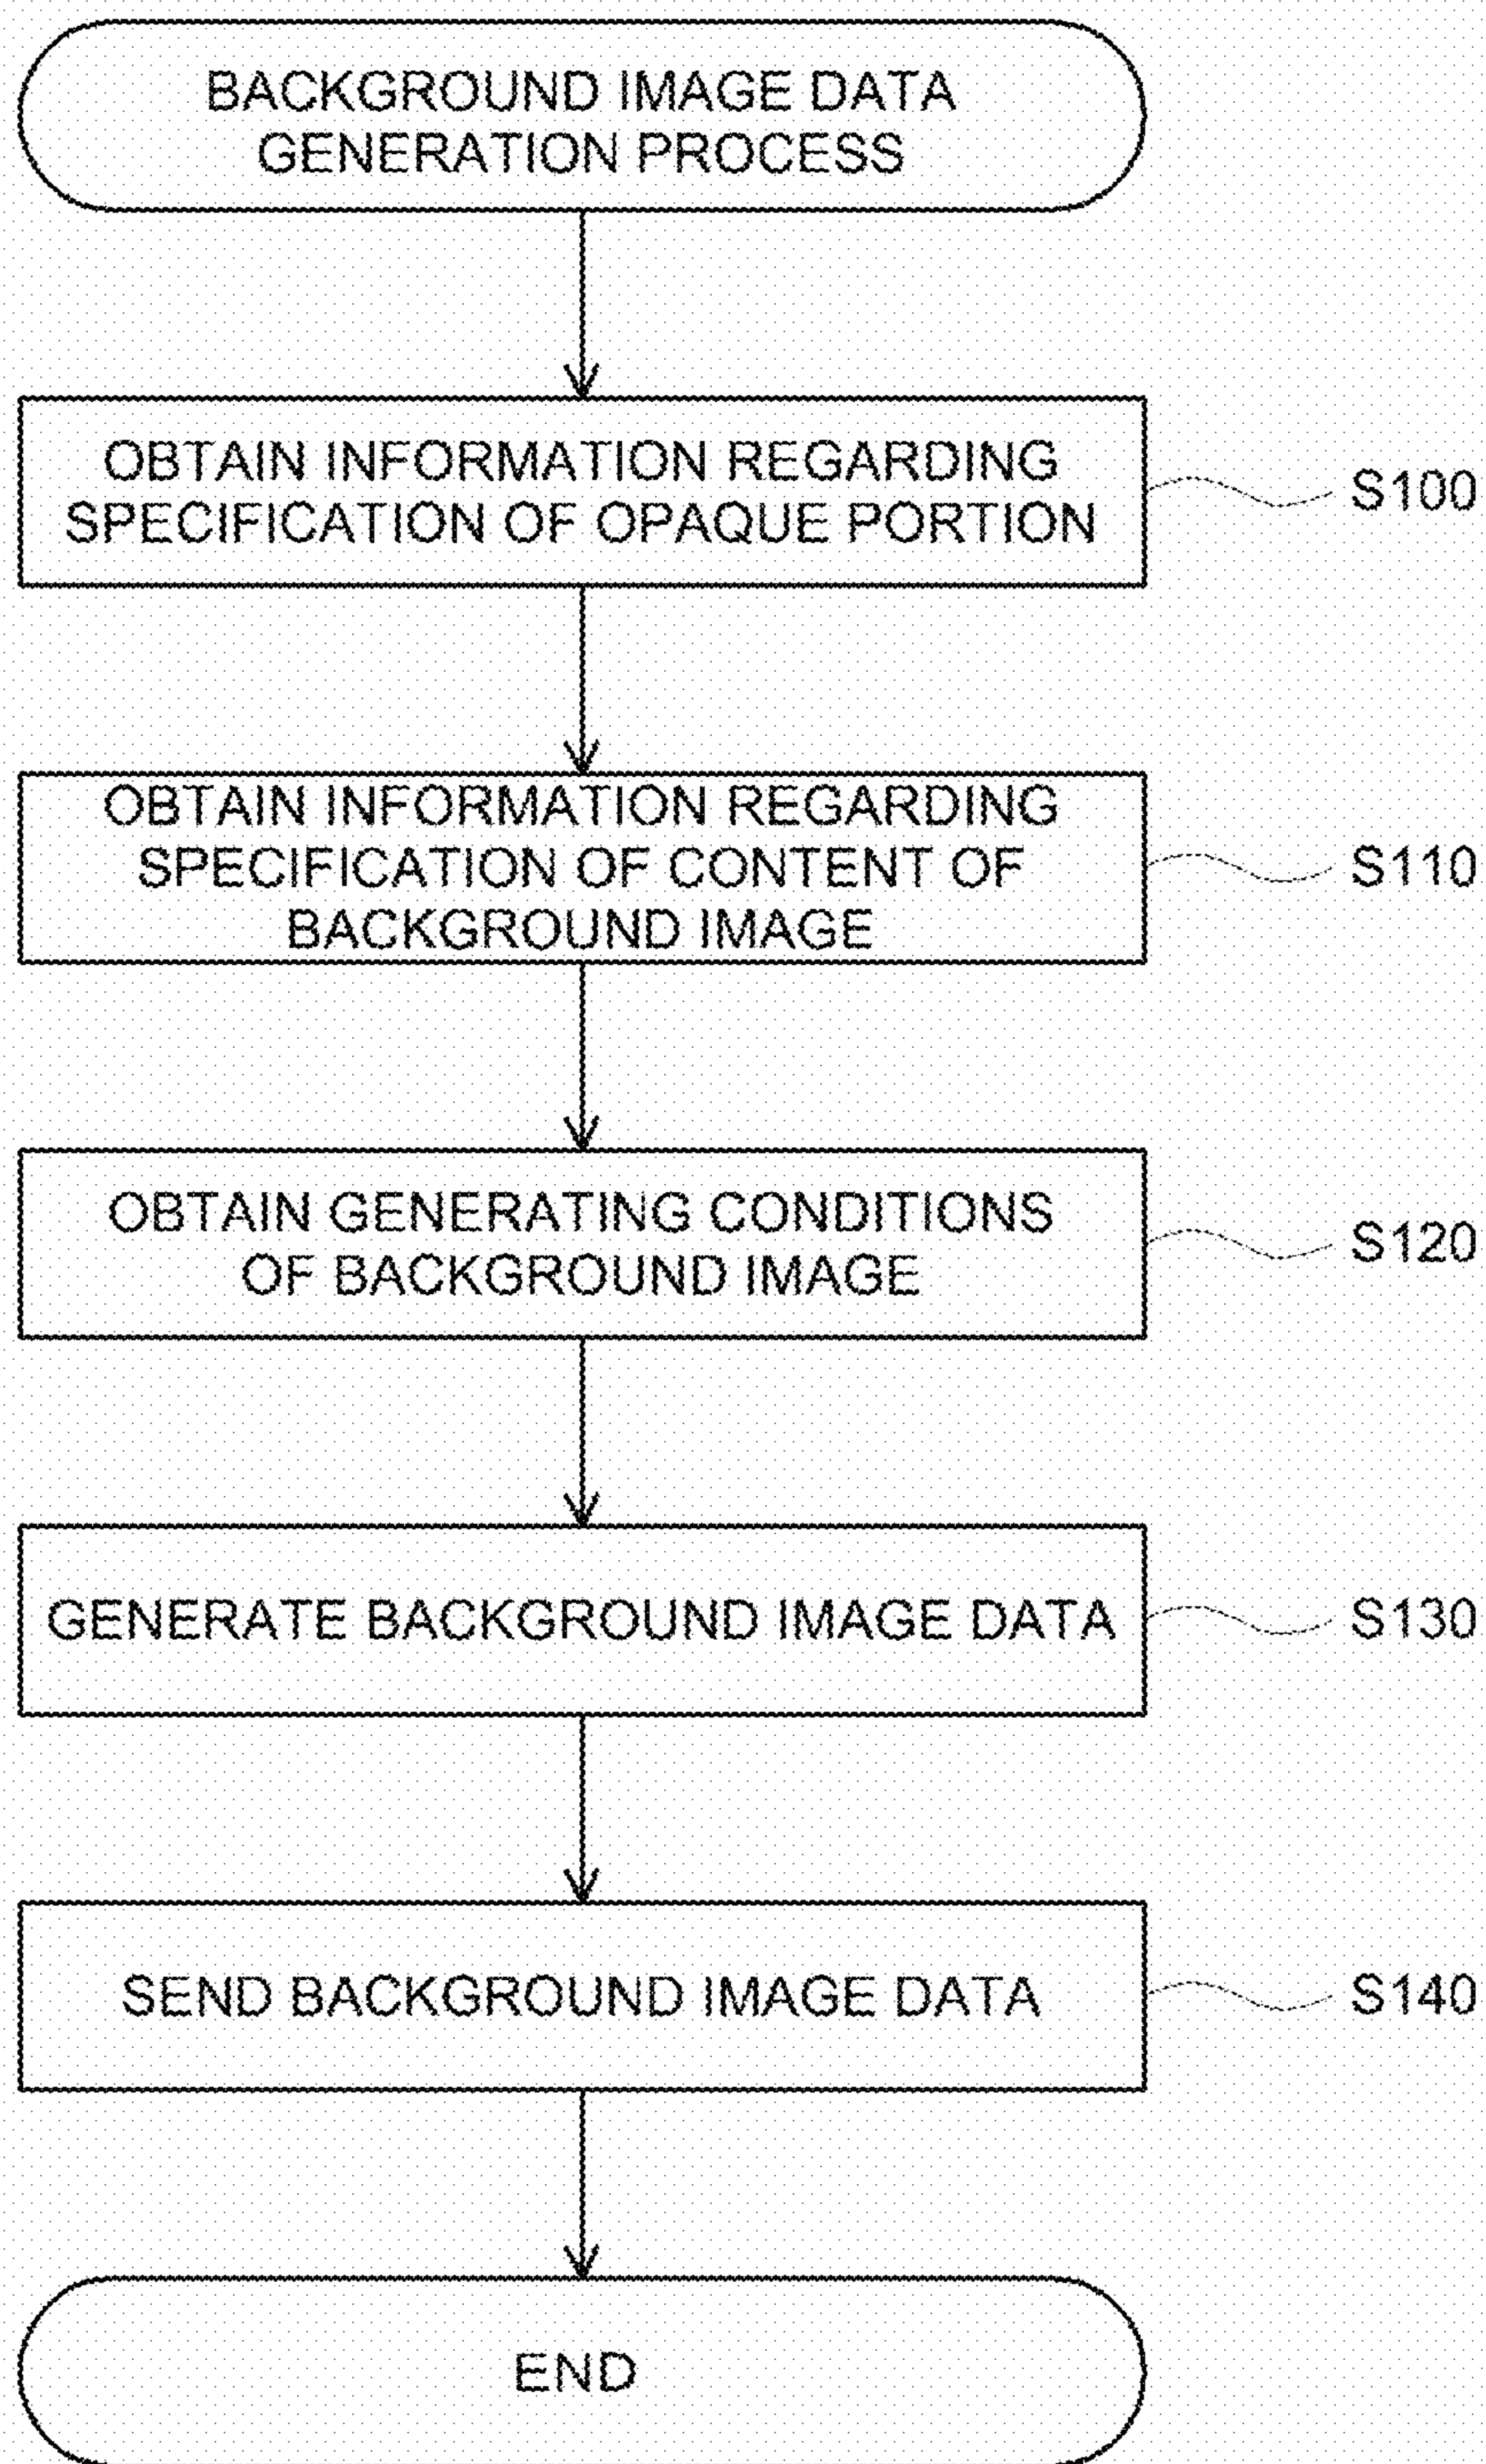 BACKGROUND IMAGE DATA
GENERATION PROCESS
OBTAIN INFORMATION REGARDING
SPECIFICATION OF OPAQUE PORTION
S100
OBTAIN INFORMATION REGARDING
SPECIFICATION OF CONTENT OF
BACKGROUND IMAGE
S110
OBTAIN GENERATING CONDITIONS
OF BACKGROUND IMAGE
S120
GENERATE BACKGROUND IMAGE DATA
S130
SEND BACKGROUND IMAGE DATA
S140
END